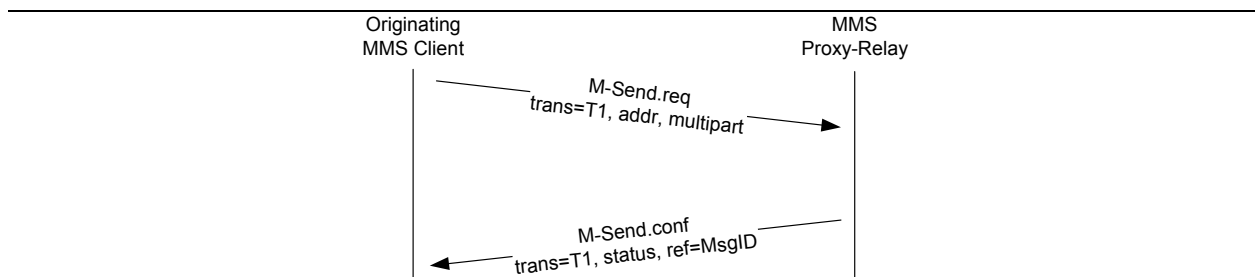 Originating
MMS Client
MMS
Proxy-Relay
M-Send.req
trans=T1, addr, multipart
M-Send.conf
trans=T1, status, ref=MsgID